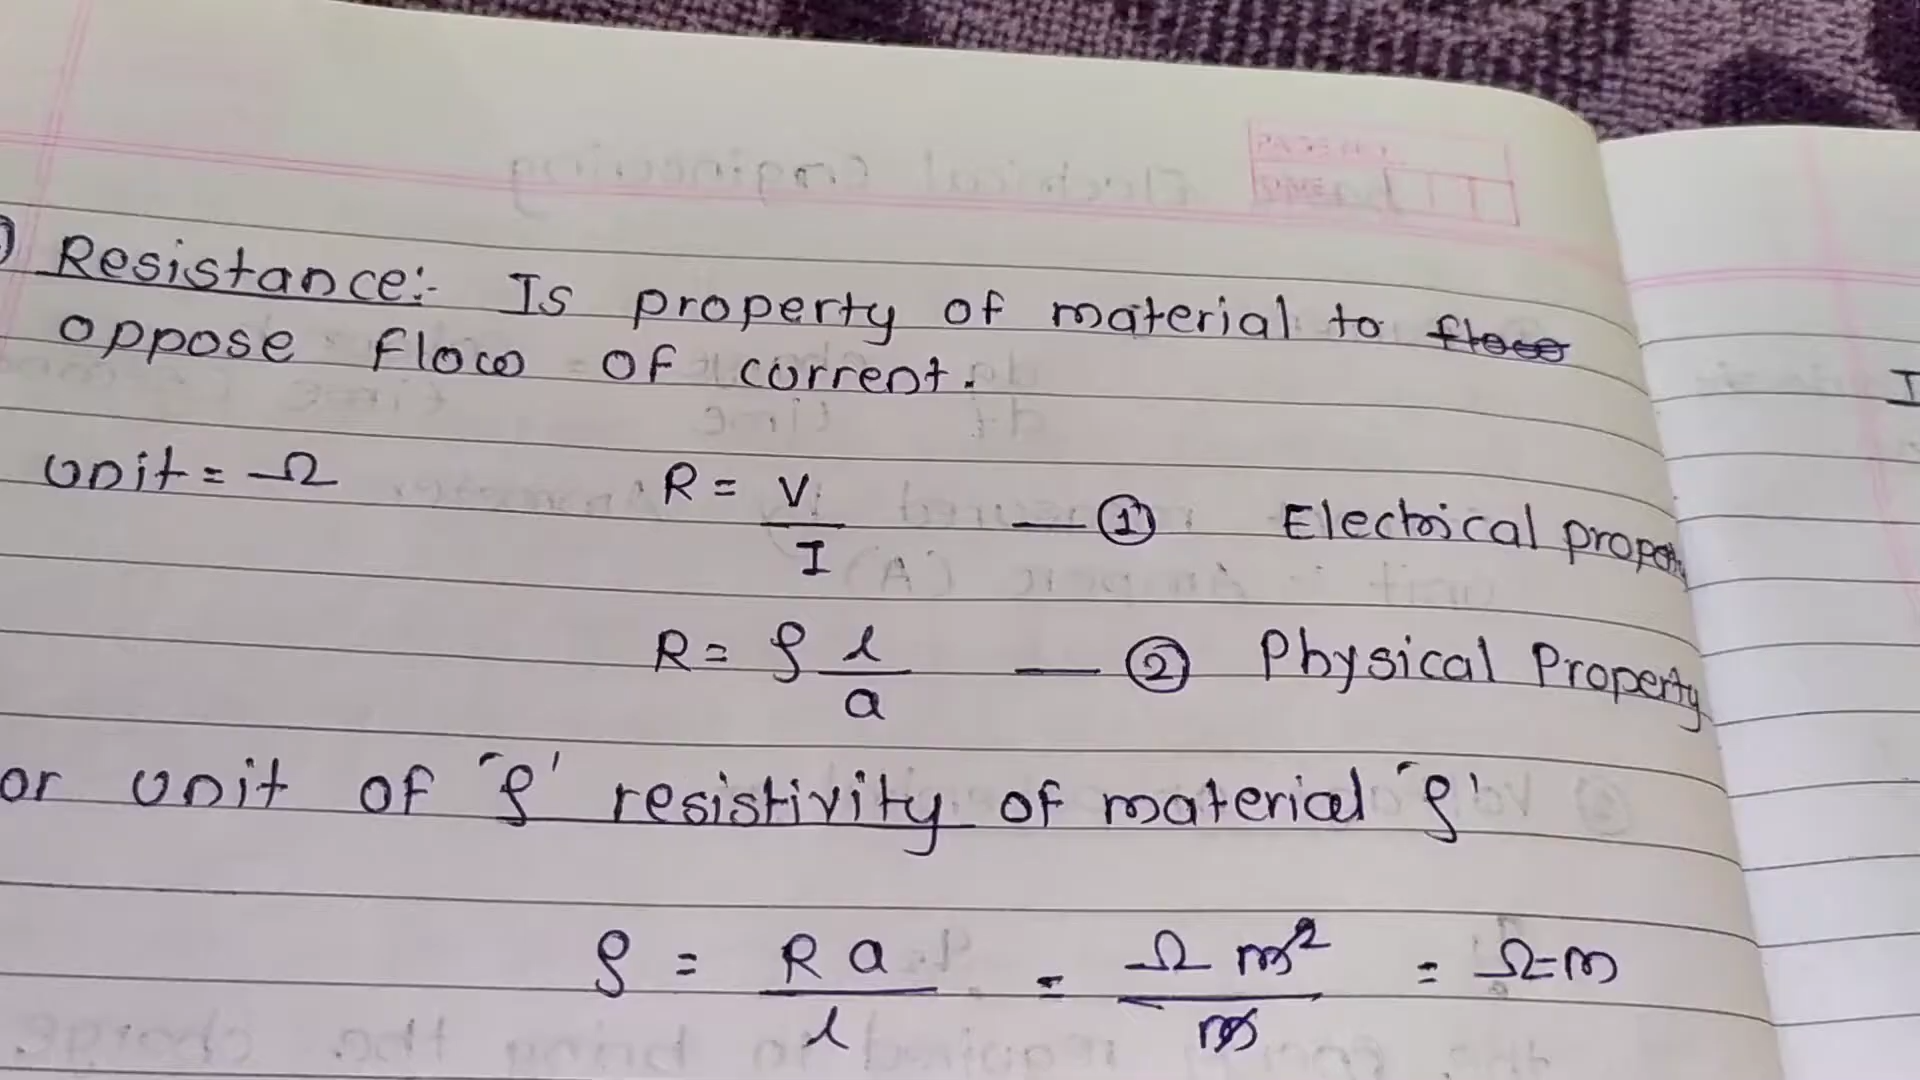 Resistance:- Is property of material to flow
oppose flow of current.
unit = Ω R = V/I — ① Electrical property
R = ρ l/a — ② Physical Property
or unit of 'ρ' resistivity of material 'ρ'
ρ = R a/l = Ω m²/m = Ω-m